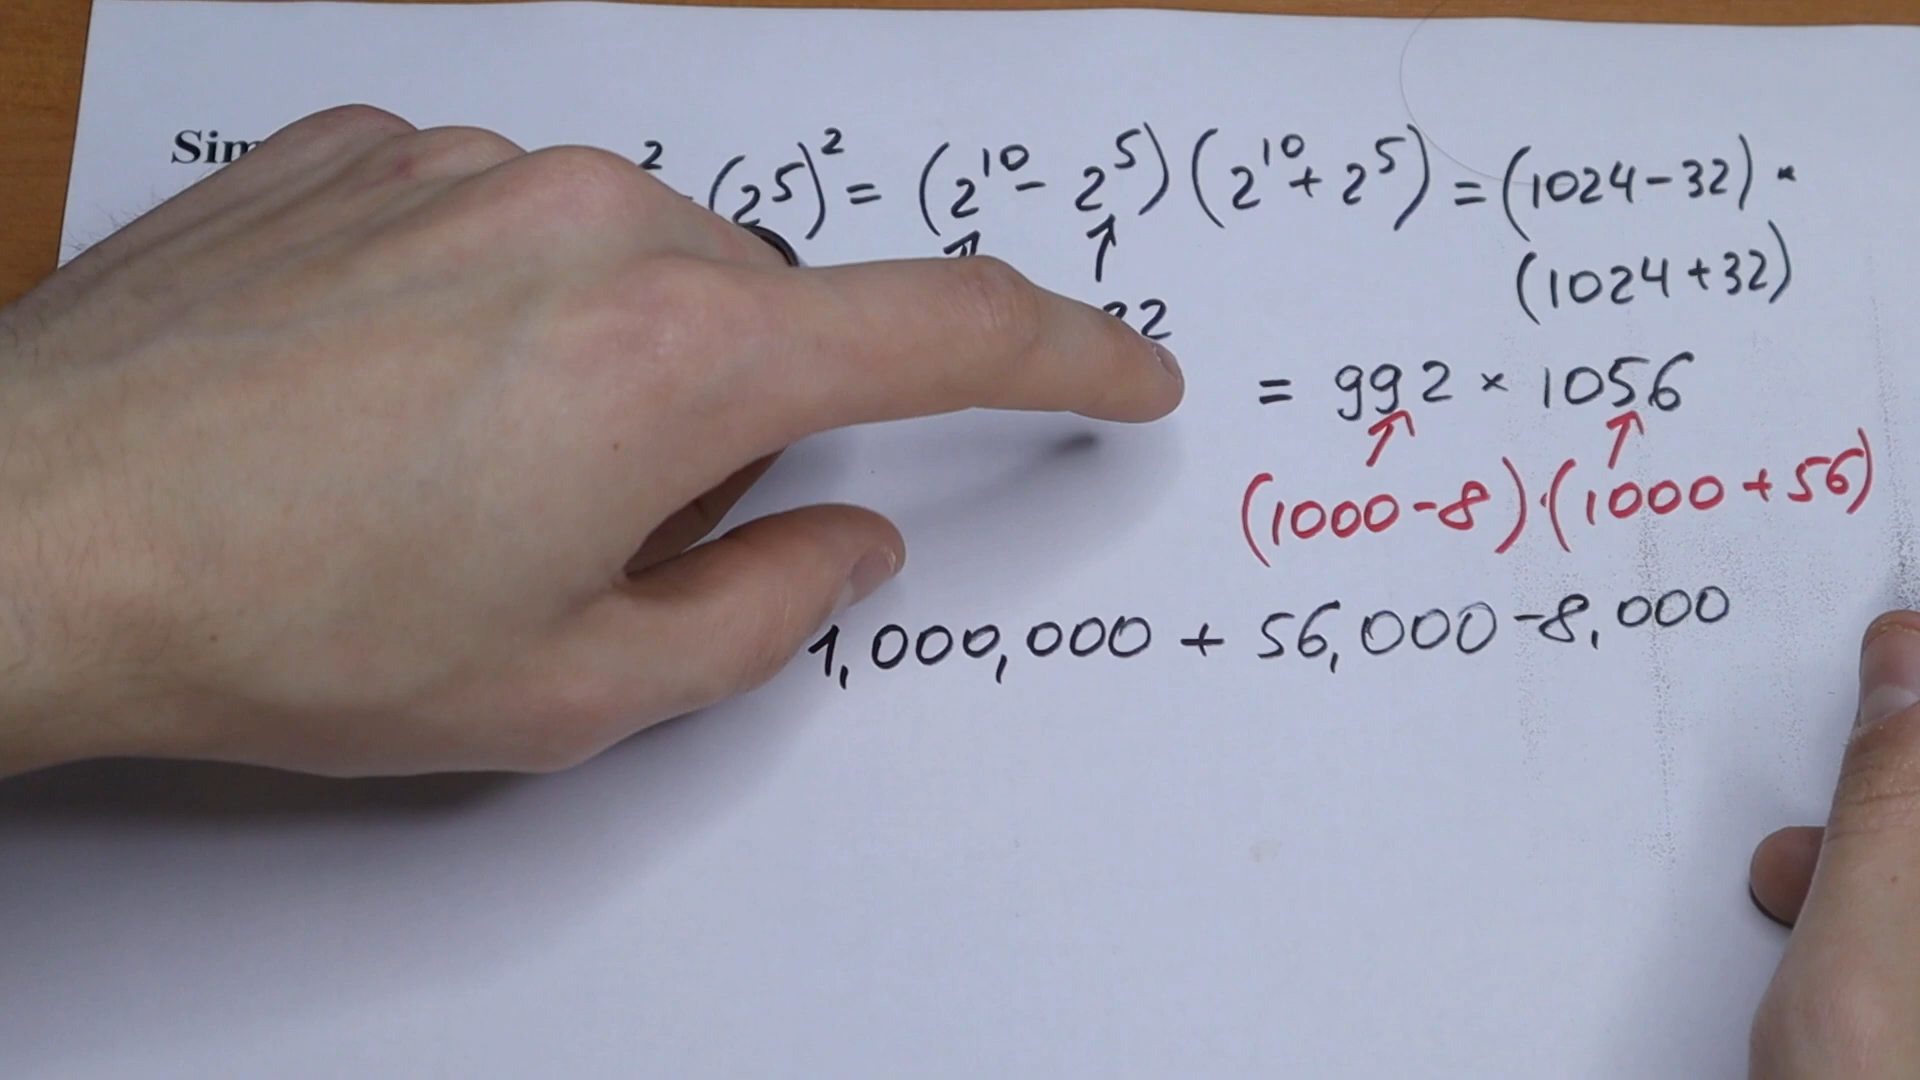 ² - (2⁵)² = (2¹⁰ - 2⁵)(2¹⁰ + 2⁵) = (1024 - 32) •
(1024 + 32)
= 992 × 1056
(1000 - 8) · (1000 + 56)
1,000,000 + 56,000 - 8,000